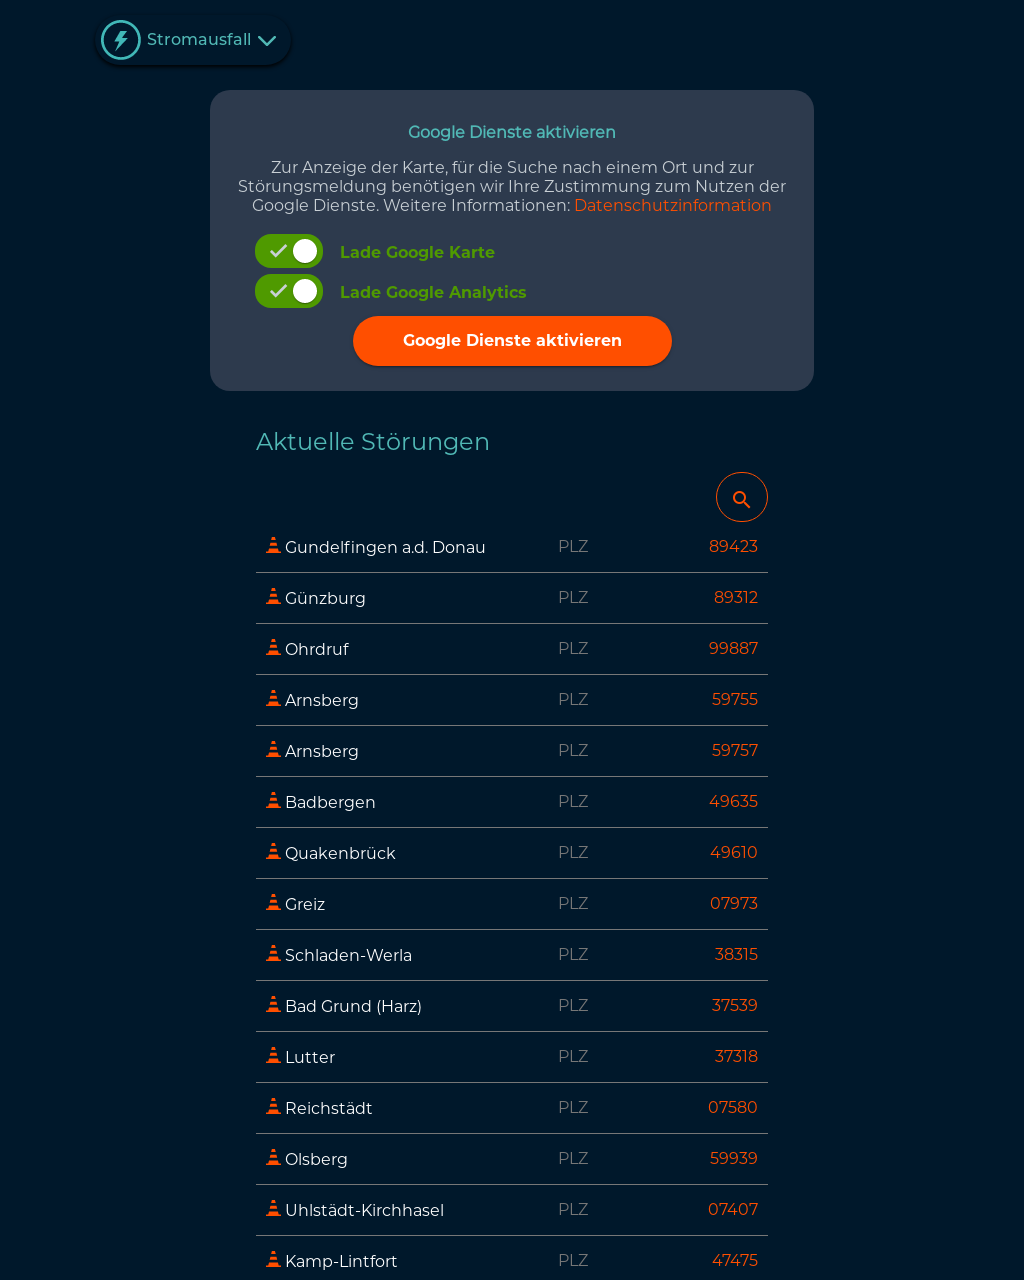 Stromausfall
Google Dienste aktivieren
Zur Anzeige der Karte, für die Suche nach einem Ort und zur
Störungsmeldung benötigen wir Ihre Zustimmung zum Nutzen der
Google Dienste. Weitere Informationen: Datenschutzinformation
Lade Google Karte
Lade Google Analytics
Google Dienste aktivieren
Aktuelle Störungen
Gundelfingen a.d. Donau PLZ 89423
Günzburg PLZ 89312
Ohrdruf PLZ 99887
Arnsberg PLZ 59755
Arnsberg PLZ 59757
Badbergen PLZ 49635
Quakenbrück PLZ 49610
Greiz PLZ 07973
Schladen-Werla PLZ 38315
Bad Grund (Harz) PLZ 37539
Lutter PLZ 37318
Reichstädt PLZ 07580
Olsberg PLZ 59939
Uhlstädt-Kirchhasel PLZ 07407
Kamp-Lintfort PLZ 47475